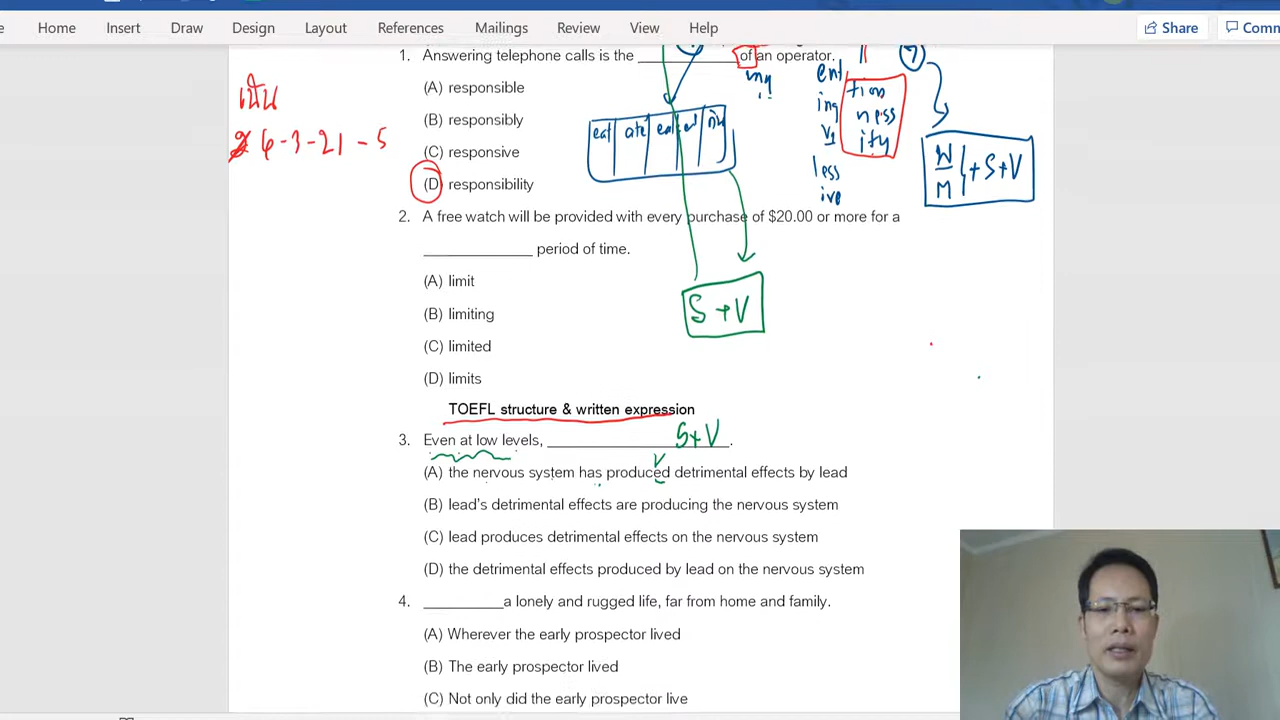 Home Insert Draw Design Layout References Mailings Review View Help Share Comm
1. Answering telephone calls is the ____________ of an operator.
(A) responsible
(B) responsibly
(C) responsive
(D) responsibility
2. A free watch will be provided with every purchase of $20.00 or more for a
_____________ period of time.
(A) limit
(B) limiting
(C) limited
(D) limits
TOEFL structure & written expression
3. Even at low levels, ______________________.
S+V
(A) the nervous system has produced detrimental effects by lead
V
(B) lead's detrimental effects are producing the nervous system
(C) lead produces detrimental effects on the nervous system
(D) the detrimental effects produced by lead on the nervous system
4. __________a lonely and rugged life, far from home and family.
(A) Wherever the early prospector lived
(B) The early prospector lived
(C) Not only did the early prospector live
เน้น
6-3-21-5
ing
ent
ing
V1
less
ive
tion
ness
ity
7
W
M
+S+V
S+V